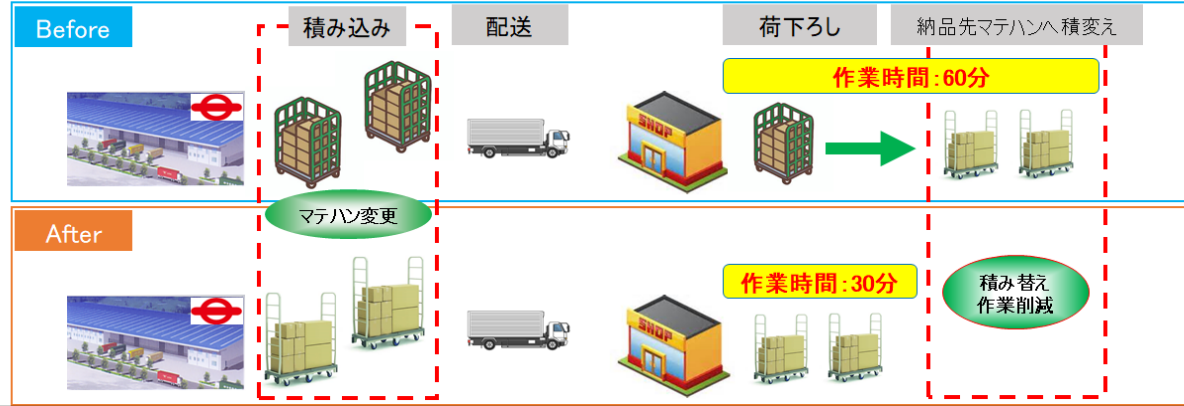 Before
積み込み
配送
荷下ろし
納品先マテハンへ積変え
作業時間：60分
SHOP
マテハン変更
After
作業時間：30分
積み替え
作業削減
SHOP